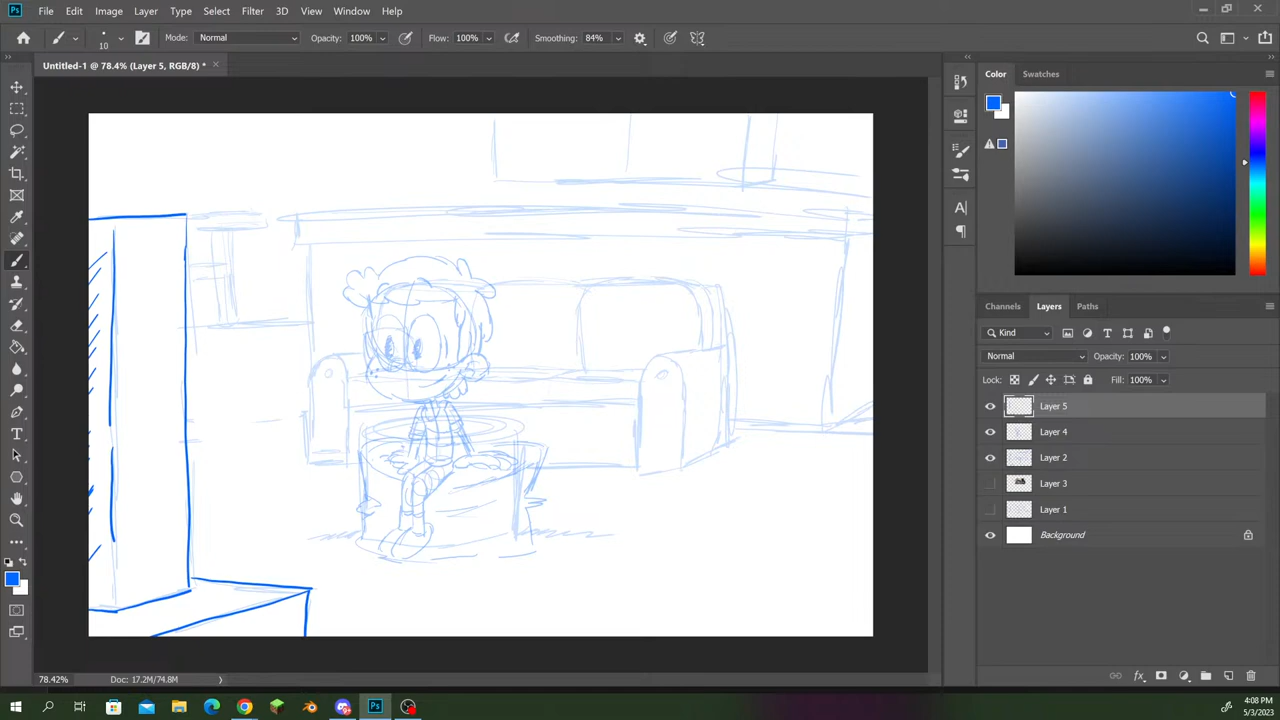 Ps File Edit Image Layer Type Select Filter 3D View Window Help
10 Mode: Normal Opacity: 100% Flow: 100% Smoothing: 84%
Untitled-1 @ 78.4% (Layer 5, RGB/8) *
Color Swatches
Channels Layers Paths
Kind
Normal Opacity: 100%
Lock: Fill: 100%
Layer 5
Layer 4
Layer 2
Layer 3
Layer 1
Background
78.42% Doc: 17.2M/74.8M
Ps
4:08 PM
5/3/2023